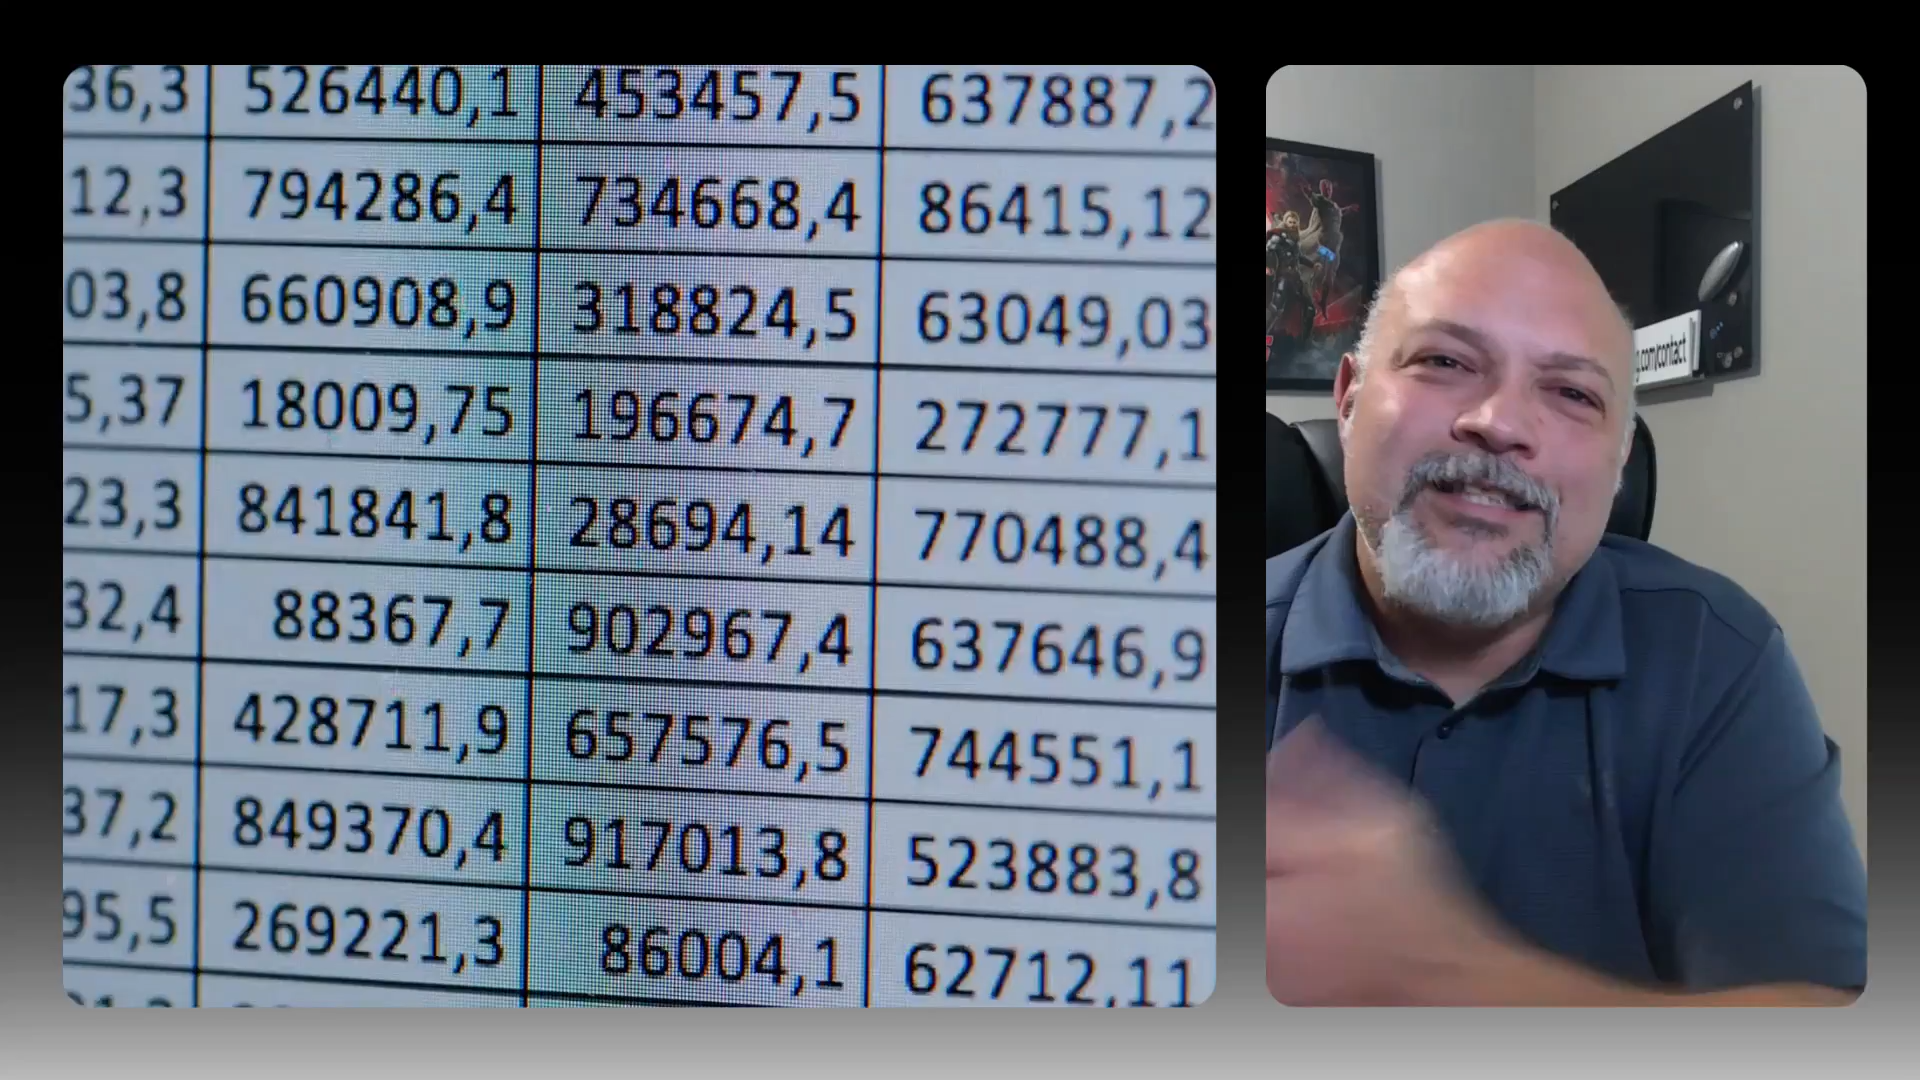 36,3 526440,1 453457,5 637887,2
12,3 794286,4 734668,4 86415,12
03,8 660908,9 318824,5 63049,03
5,37 18009,75 196674,7 272777,1
23,3 841841,8 28694,14 770488,4
32,4 88367,7 902967,4 637646,9
17,3 428711,9 657576,5 744551,1
37,2 849370,4 917013,8 523883,8
95,5 269221,3 86004,1 62712,11
g.com/contact